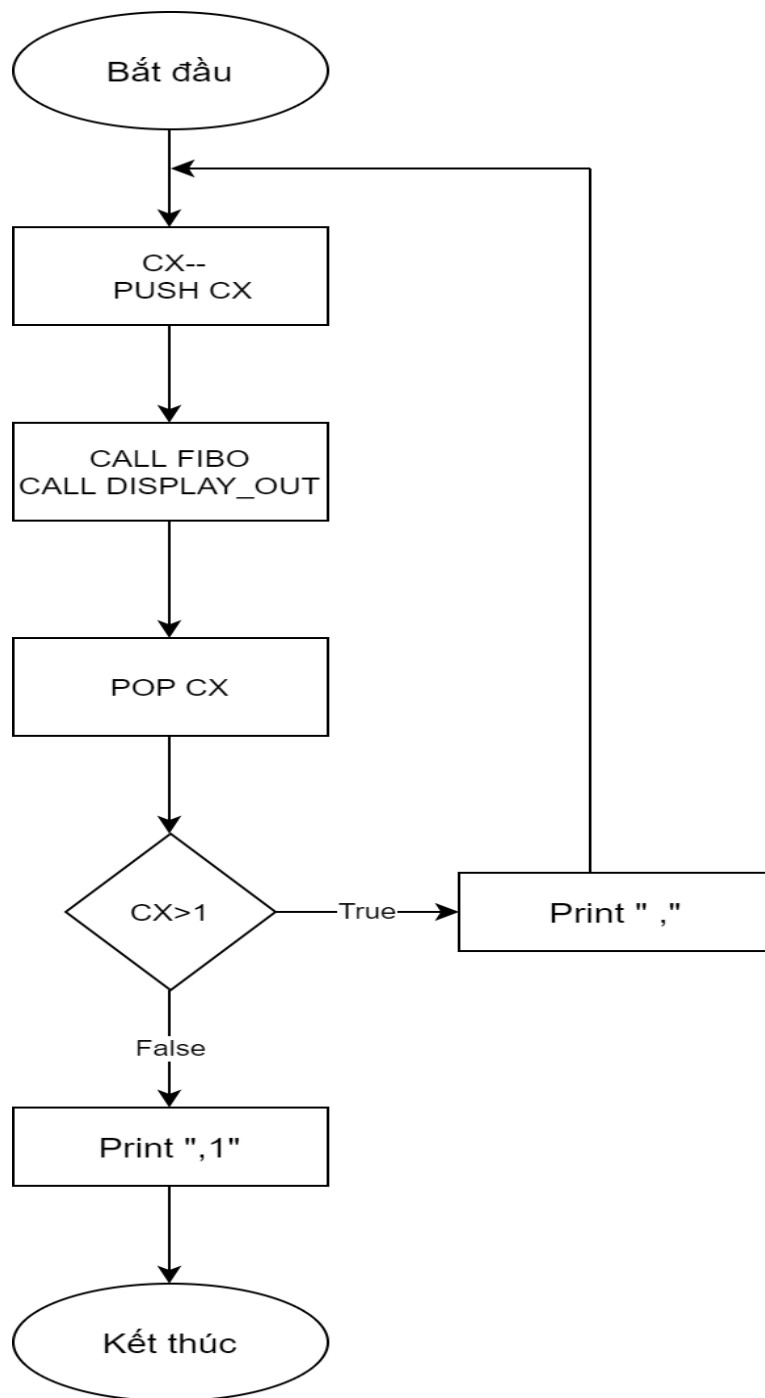 Bắt đầu
CX--
PUSH CX
CALL FIBO
CALL DISPLAY_OUT
POP CX
CX>1
True
Print " ,"
False
Print ",1"
Kết thúc